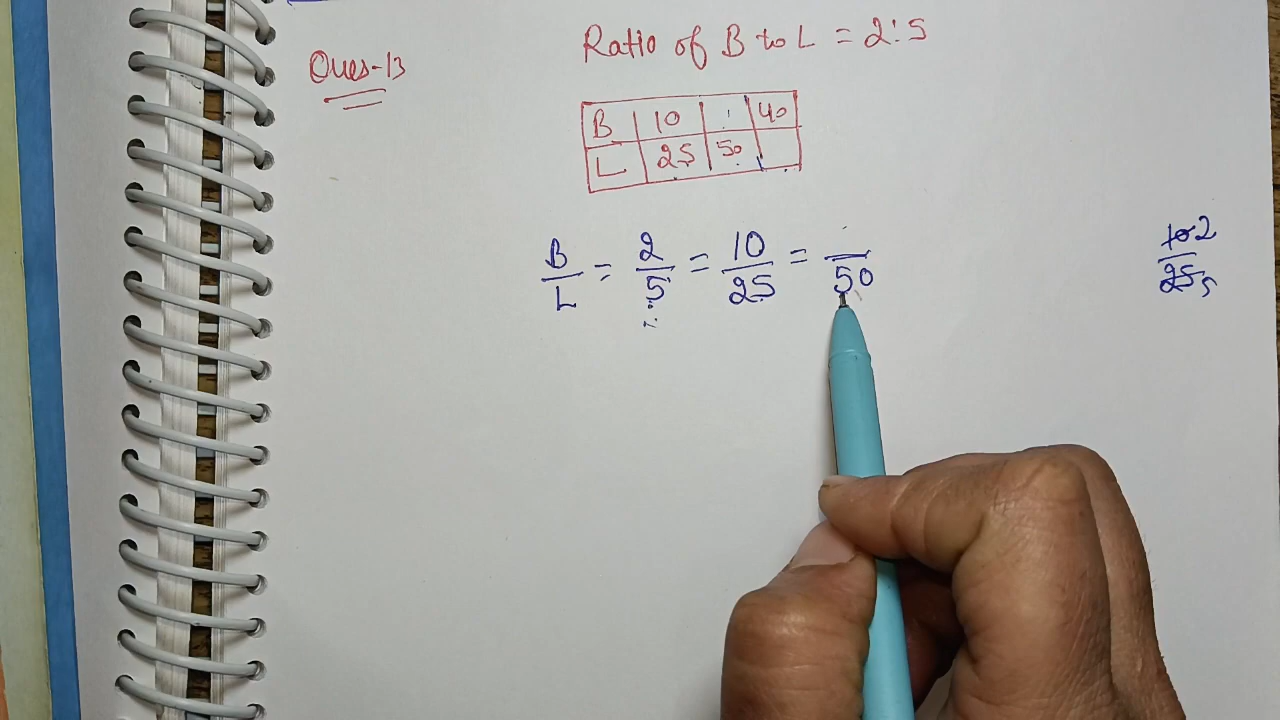 Ratio of B to L = 2:5
Ques-13
B 10 40
L 25 50
B/L = 2/5 = 10/25 = /50
10 2
25 5